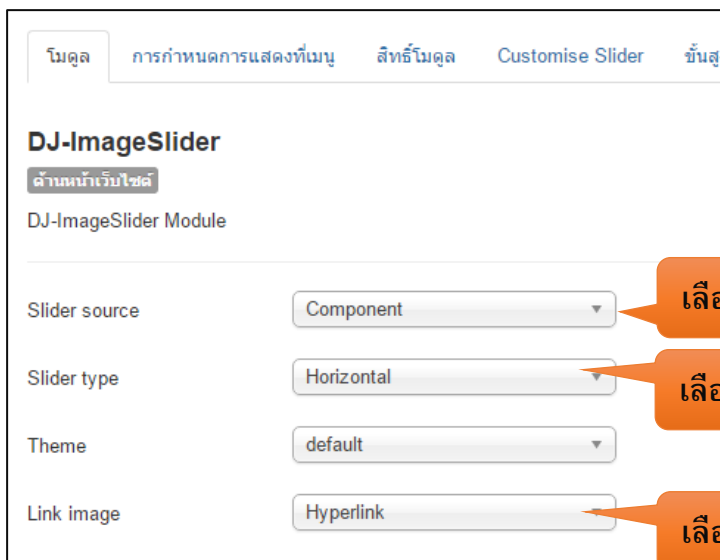 โมดูล การกำหนดการแสดงที่เมนู สิทธิ์โมดูล Customise Slider
DJ-ImageSlider
ด้านหน้าเว็บไซต์
DJ-ImageSlider Module
Slider source Component
Slider type Horizontal
Theme default
Link image Hyperlink